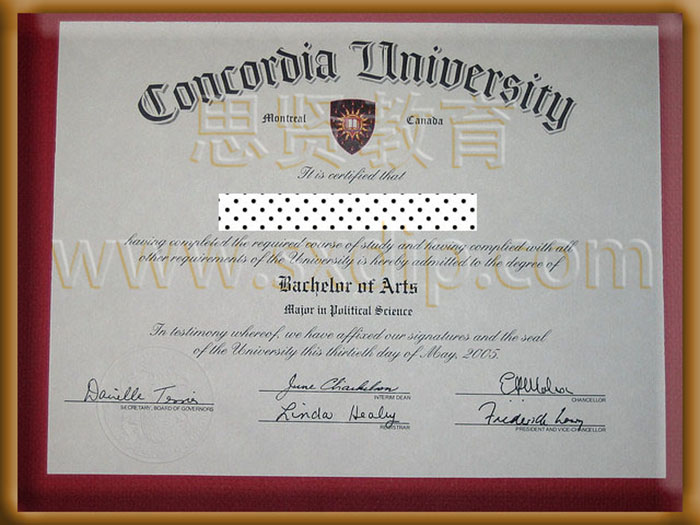 Concordia University
Montreal Canada
思贤教育
It is certified that
having completed the required course of study and having complied with all
www.sxdip.com
other requirements of the University is hereby admitted to the degree of
Bachelor of Arts
Major in Political Science
In testimony whereof, we have affixed our signatures and the seal
of the University this thirtieth day of May, 2005.
SECRETARY, BOARD OF GOVERNORS
INTERIM DEAN
CHANCELLOR
Linda Healey
REGISTRAR
PRESIDENT AND VICE-CHANCELLOR